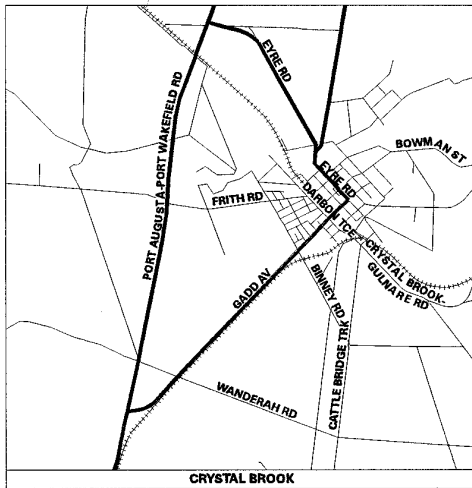 EYRE RD
PORT AUGUSTA-PORT WAKEFIELD RD
BOWMAN ST
EYRE RD
FRITH RD
DARBON TCE
CRYSTAL BROOK-
GULNARE RD
GADD AV
BINNEY RD
CATTLE BRIDGE TRK
WANDERAH RD
CRYSTAL BROOK